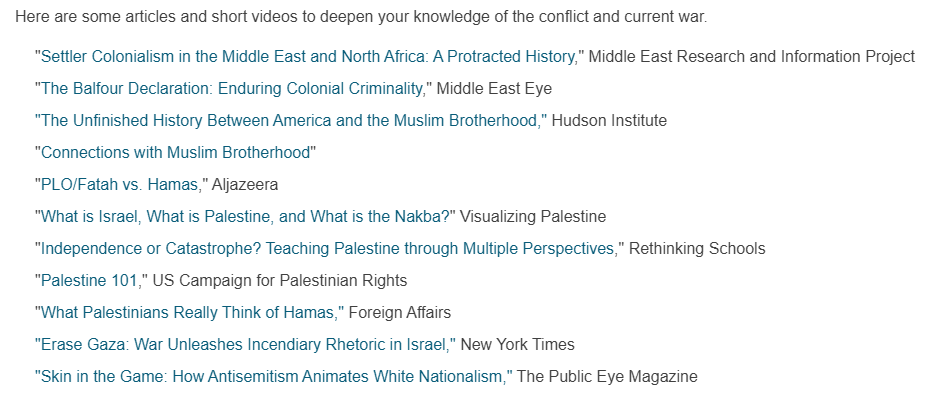 Here are some articles and short videos to deepen your knowledge of the conflict and current war.
"Settler Colonialism in the Middle East and North Africa: A Protracted History," Middle East Research and Information Project
"The Balfour Declaration: Enduring Colonial Criminality," Middle East Eye
"The Unfinished History Between America and the Muslim Brotherhood," Hudson Institute
"Connections with Muslim Brotherhood"
"PLO/Fatah vs. Hamas," Aljazeera
"What is Israel, What is Palestine, and What is the Nakba?" Visualizing Palestine
"Independence or Catastrophe? Teaching Palestine through Multiple Perspectives," Rethinking Schools
"Palestine 101," US Campaign for Palestinian Rights
"What Palestinians Really Think of Hamas," Foreign Affairs
"Erase Gaza: War Unleashes Incendiary Rhetoric in Israel," New York Times
"Skin in the Game: How Antisemitism Animates White Nationalism," The Public Eye Magazine